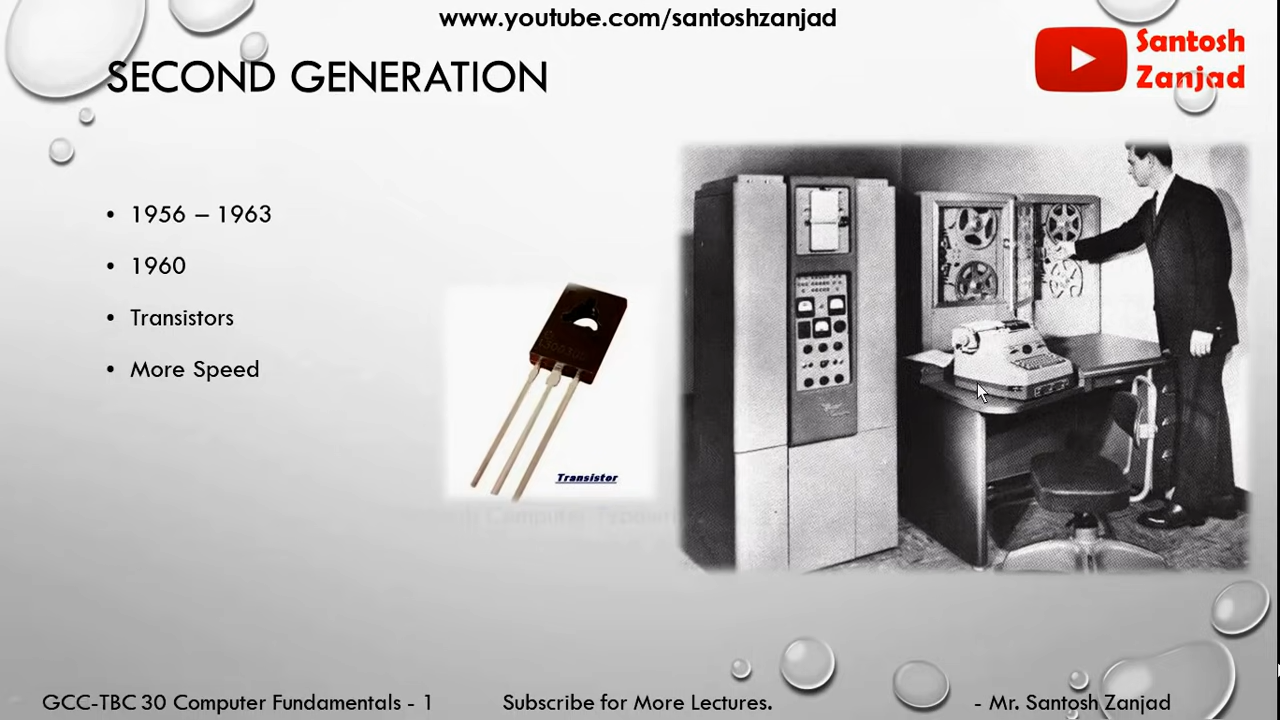 www.youtube.com/santoshzanjad
Santosh
Zanjad
SECOND GENERATION
• 1956 – 1963
• 1960
• Transistors
• More Speed
Transistor
GCC-TBC 30 Computer Fundamentals - 1
Subscribe for More Lectures.
- Mr. Santosh Zanjad